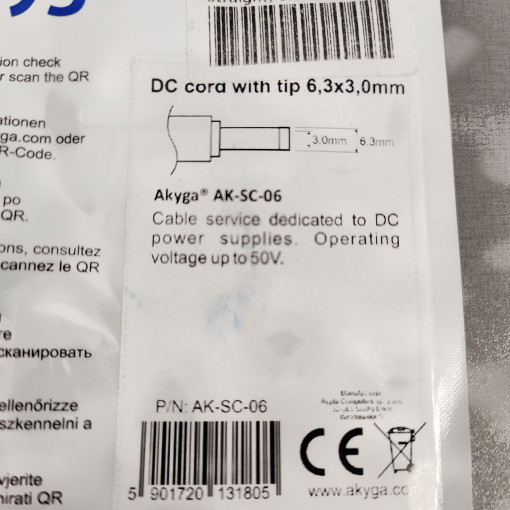 ion check
r scan the QR
DC cord with tip 6,3x3,0mm
3.0mm
6.3mm
ationen
yga.com oder
R-Code.
po
QR.
ons, consultez
cannez le QR
Akyga® AK-SC-06
Cable service dedicated to DC
power supplies. Operating
voltage up to 50V.
re
сканировать
ellenőrizze
szkennelni a
vjerite
nirati QR
P/N: AK-SC-06
5 901720 131805
CE
www.akyga.co